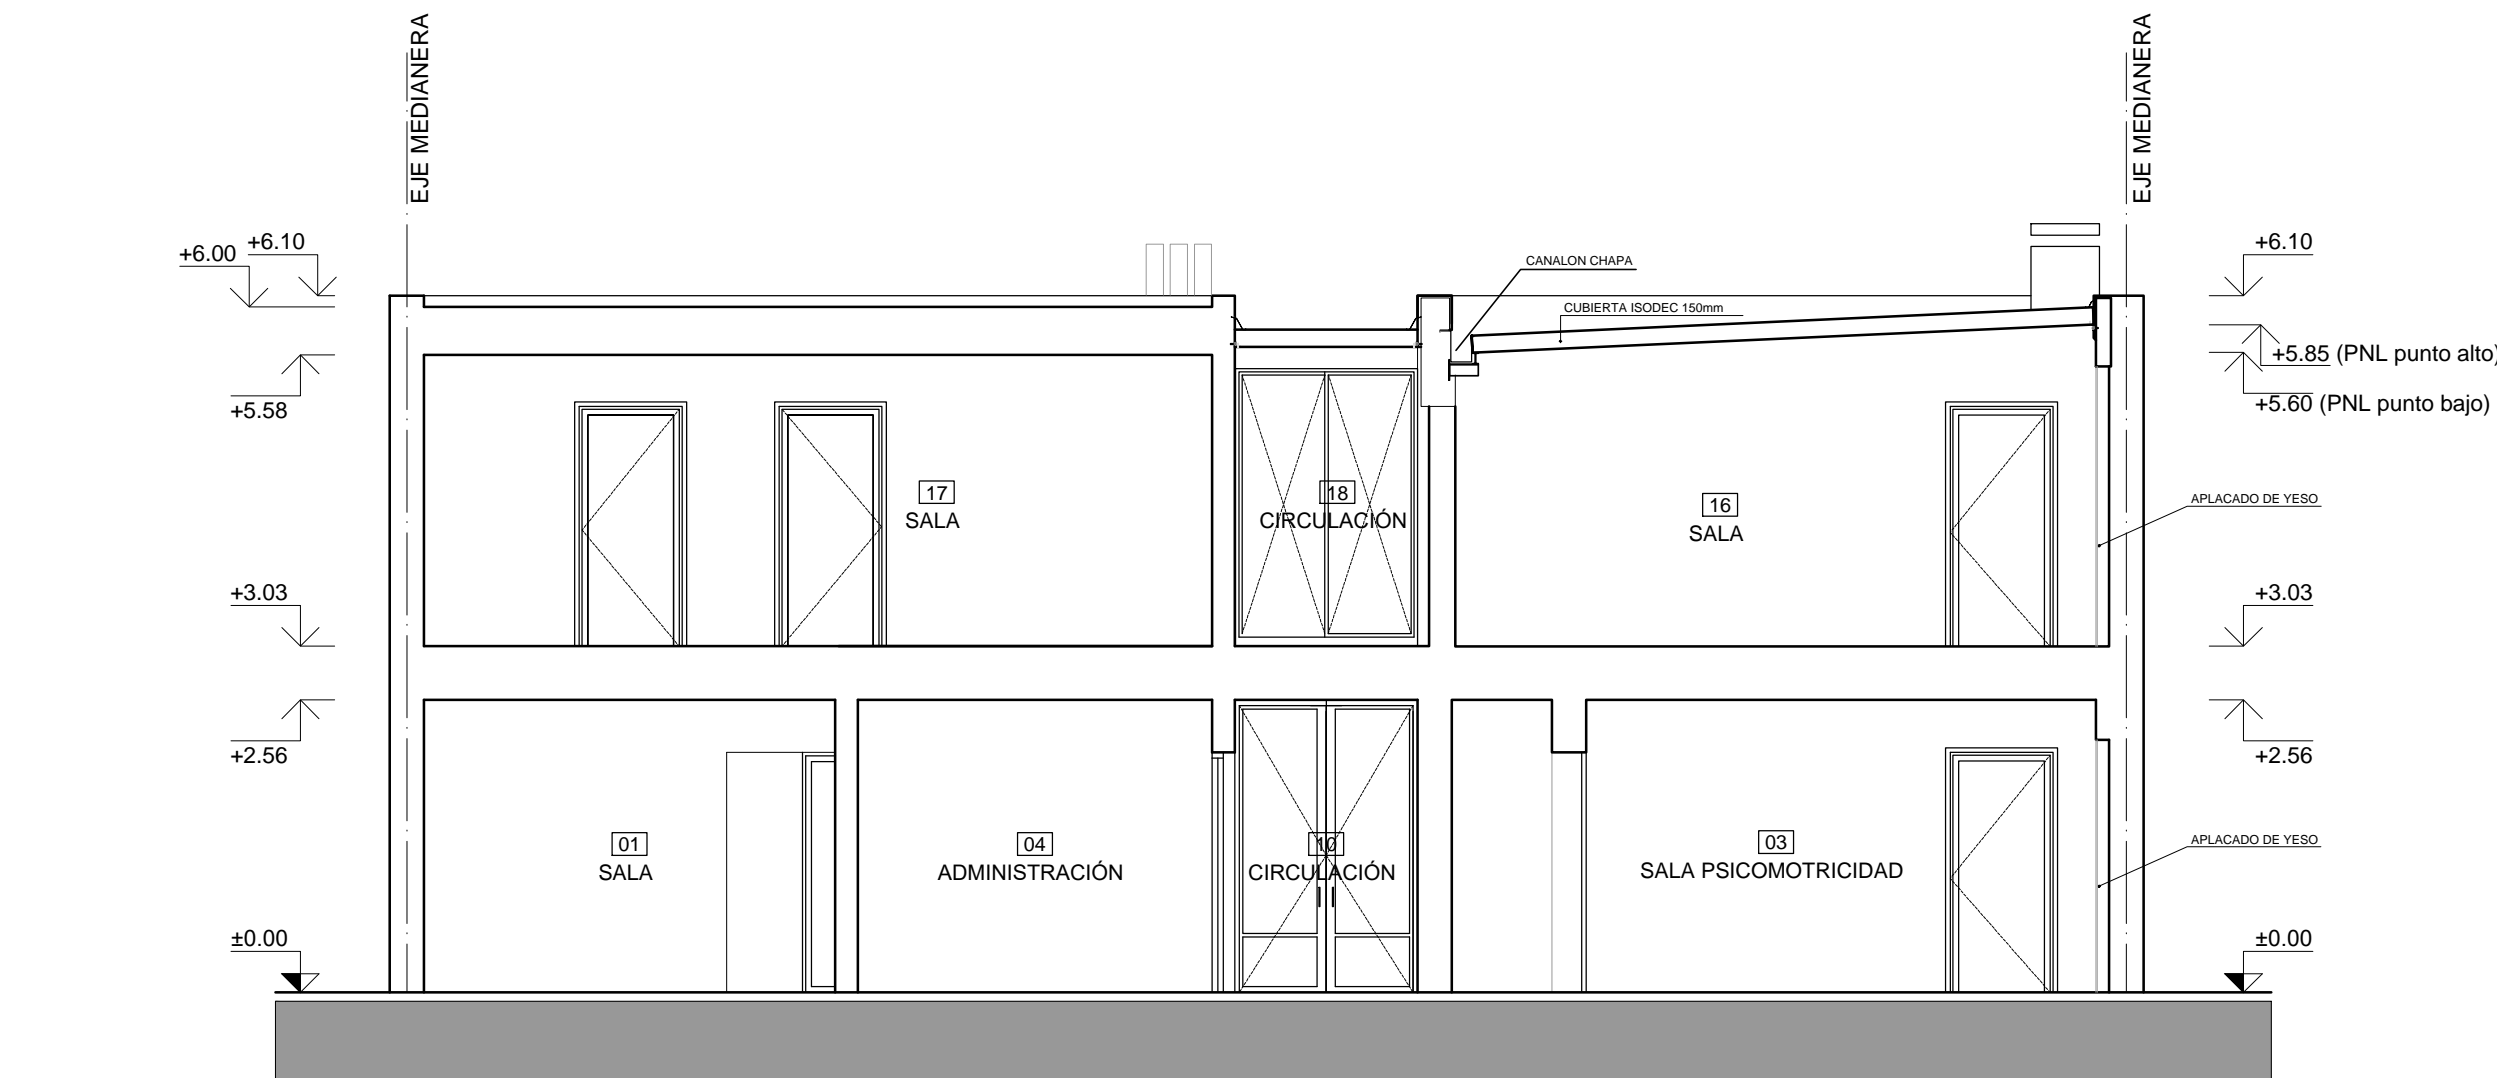 EJE MEDIANERA
EJE MEDIANERA
+6.00
+6.10
+6.10
CANALON CHAPA
CUBIERTA ISODEC 150mm
+5.85 (PNL punto alto)
+5.58
+5.60 (PNL punto bajo)
17
SALA
18
CIRCULACIÓN
16
SALA
APLACADO DE YESO
+3.03
+3.03
+2.56
+2.56
01
SALA
04
ADMINISTRACIÓN
10
CIRCULACIÓN
03
SALA PSICOMOTRICIDAD
APLACADO DE YESO
±0.00
±0.00